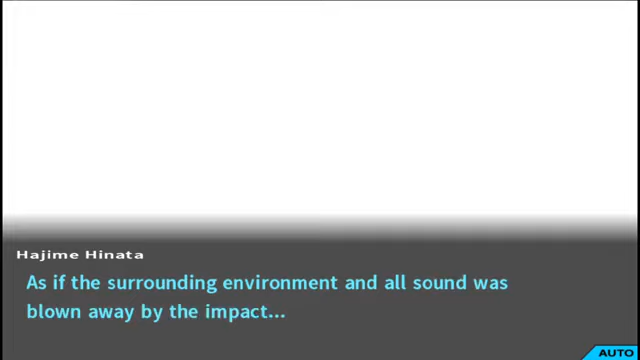 Hajime Hinata
As if the surrounding environment and all sound was
blown away by the impact...
AUTO